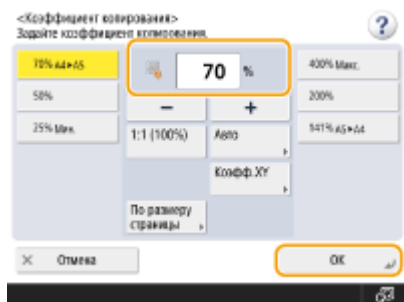 <Коэффициент копирования>
Задайте коэффициент копирования.
?
70% A4►A5
70 %
400% Макс.
50%
−
+
200%
25% Мин.
1:1 (100%)
Авто
141% A5►A4
Коэфф.XY
По размеру
страницы
× Отмена
OK